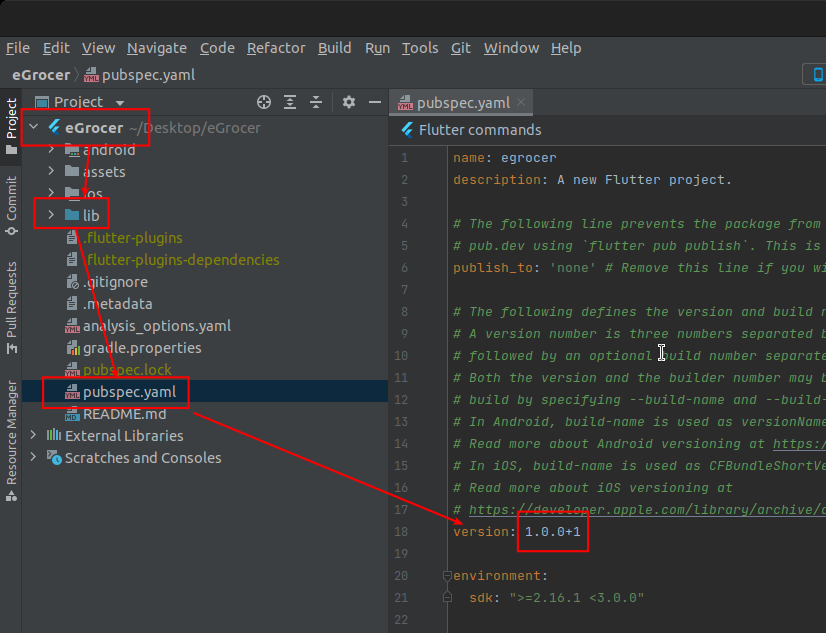 File Edit View Navigate Code Refactor Build Run Tools Git Window Help
eGrocer pubspec.yaml
Project
pubspec.yaml
Project
Commit
Pull Requests
Resource Manager
eGrocer ~/Desktop/eGrocer
android
assets
ios
lib
.flutter-plugins
.flutter-plugins-dependencies
.gitignore
.metadata
analysis_options.yaml
gradle.properties
pubspec.lock
pubspec.yaml
README.md
External Libraries
Scratches and Consoles
Flutter commands
1 name: egrocer
2 description: A new Flutter project.
3
4 # The following line prevents the package from
5 # pub.dev using `flutter pub publish`. This is
6 publish_to: 'none' # Remove this line if you wi
7
8 # The following defines the version and build n
9 # A version number is three numbers separated b
10 # followed by an optional build number separate
11 # Both the version and the builder number may b
12 # build by specifying --build-name and --build-
13 # In Android, build-name is used as versionName
14 # Read more about Android versioning at https:/
15 # In iOS, build-name is used as CFBundleShortVe
16 # Read more about iOS versioning at
17 # https://developer.apple.com/library/archive/d
18 version: 1.0.0+1
19
20 environment:
21 sdk: ">=2.16.1 <3.0.0"
22